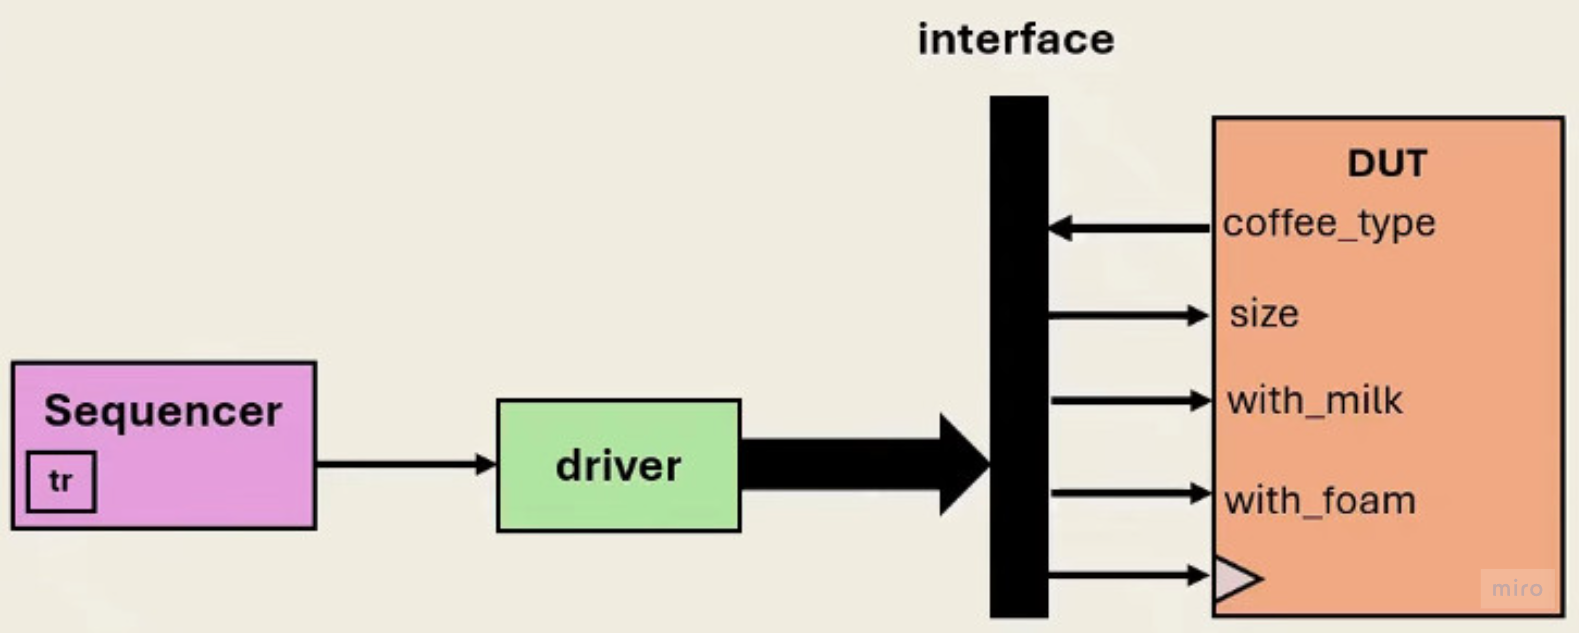 interface
DUT
coffee_type
size
with_milk
with_foam
Sequencer
tr
driver
miro